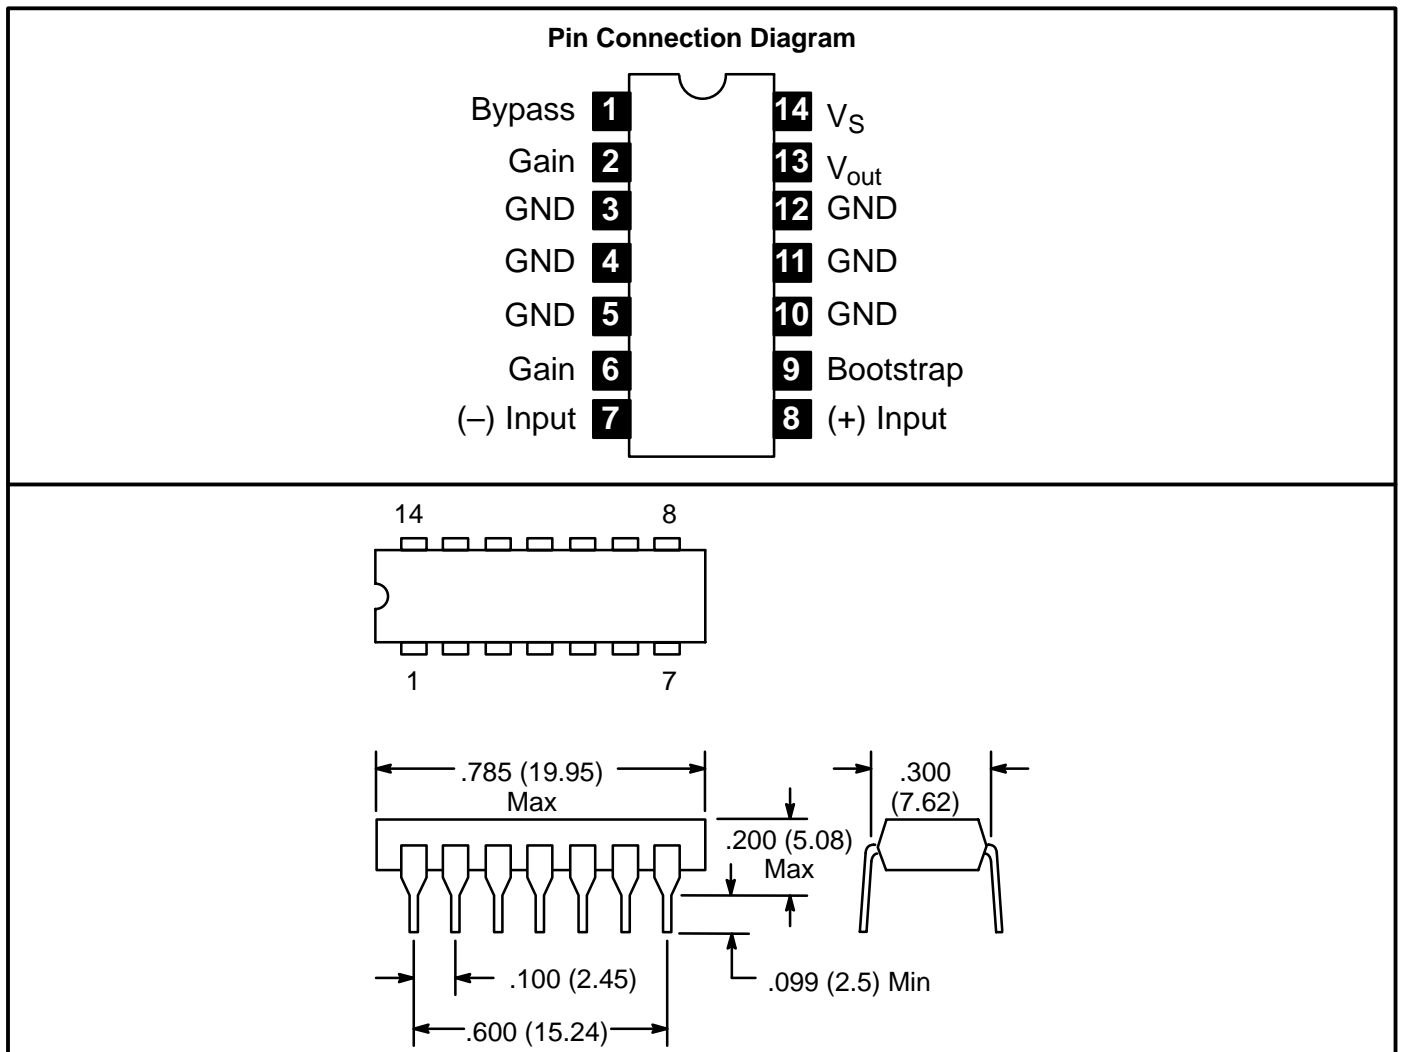 Pin Connection Diagram
Bypass 1 14 VS
Gain 2 13 Vout
GND 3 12 GND
GND 4 11 GND
GND 5 10 GND
Gain 6 9 Bootstrap
(–) Input 7 8 (+) Input
14 8
1 7
.785 (19.95)
Max
.300
(7.62)
.200 (5.08)
Max
.100 (2.45)
.099 (2.5) Min
.600 (15.24)